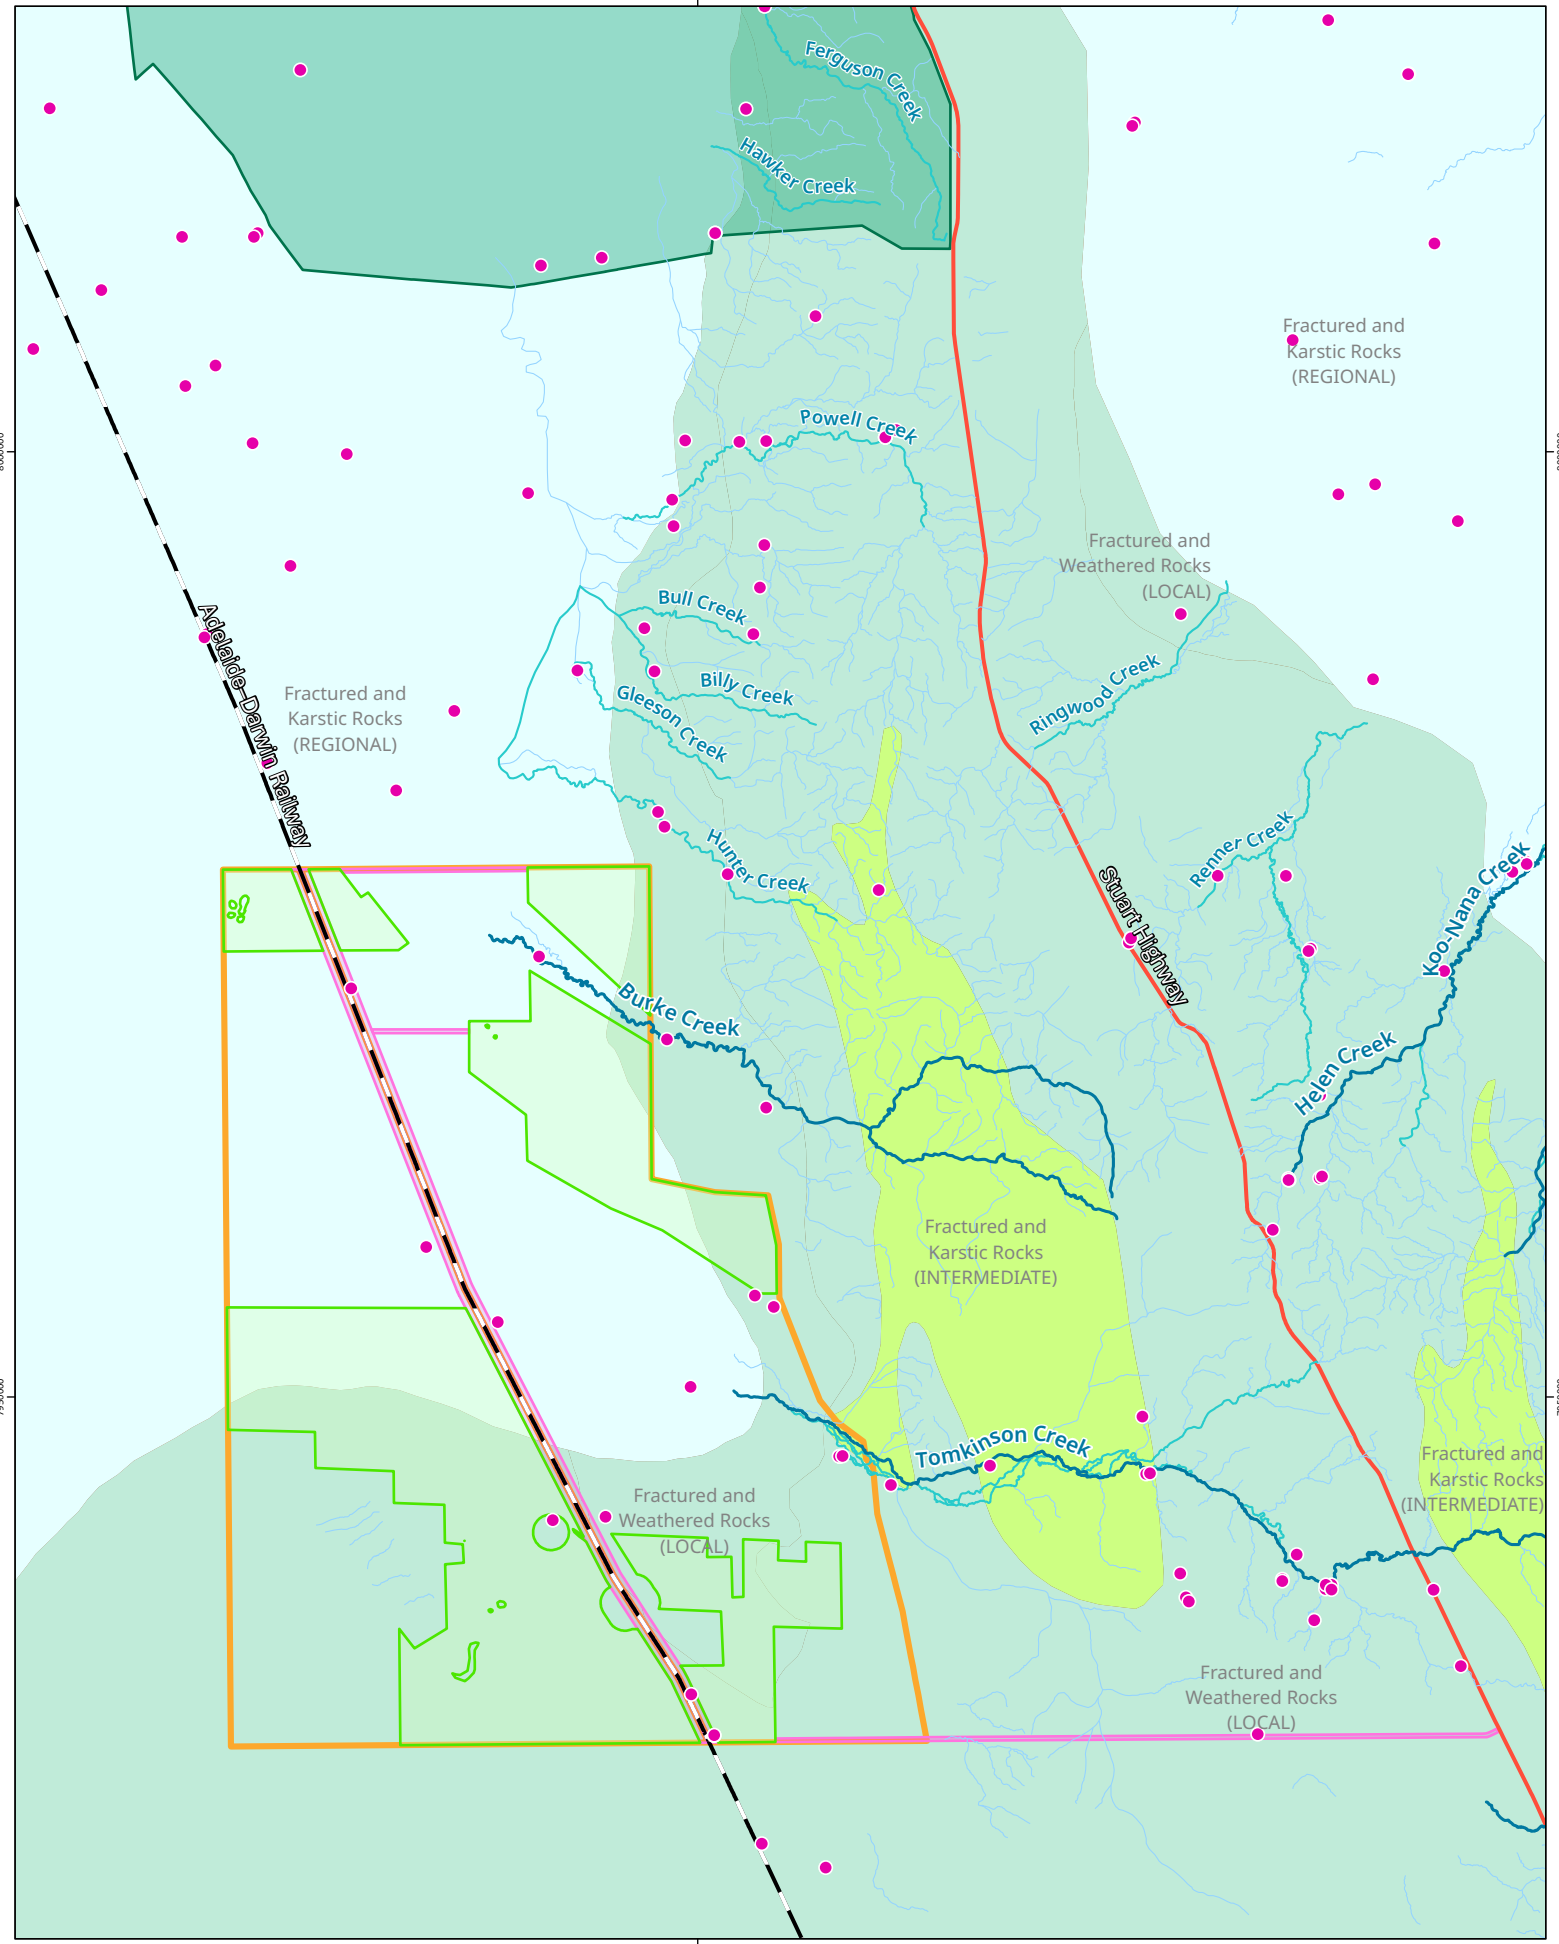 Ferguson Creek
Hawker Creek
Fractured and
Karstic Rocks
(REGIONAL)
Powell Creek
Fractured and
Weathered Rocks
(LOCAL)
Bull Creek
Billy Creek
Gleeson Creek
Ringwood Creek
Adelaide–Darwin Railway
Fractured and
Karstic Rocks
(REGIONAL)
Hunter Creek
Renner Creek
Stuart Highway
Koo-Nana Creek
Burke Creek
Helen Creek
Fractured and
Karstic Rocks
(INTERMEDIATE)
Tomkinson Creek
Fractured and
Karstic Rocks
(INTERMEDIATE)
Fractured and
Weathered Rocks
(LOCAL)
Fractured and
Weathered Rocks
(LOCAL)